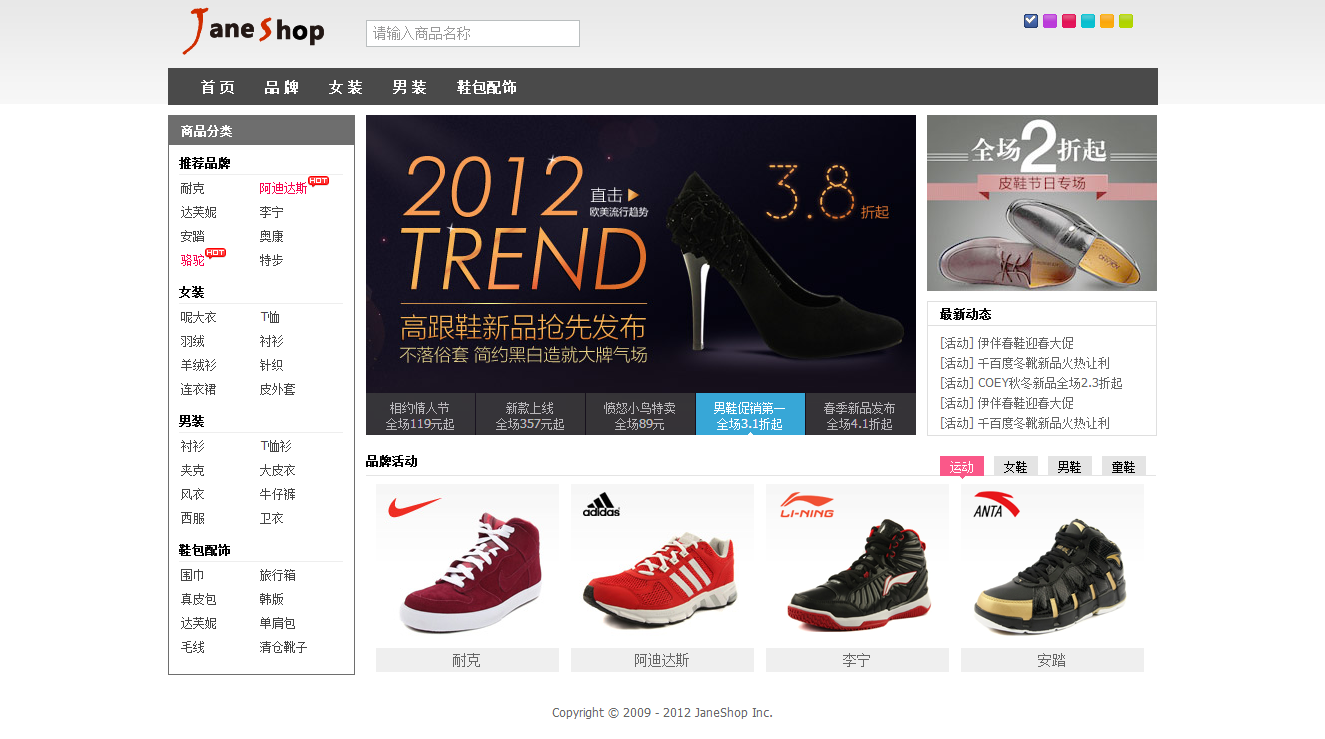 Jane Shop
请输入商品名称
首 页 品 牌 女 装 男 装 鞋包配饰
商品分类
推荐品牌
耐克 阿迪达斯 HOT
达芙妮 李宁
安踏 奥康
骆驼 HOT 特步
女装
呢大衣 T恤
羽绒 衬衫
羊绒衫 针织
连衣裙 皮外套
男装
衬衫 T恤衫
夹克 大皮衣
风衣 牛仔裤
西服 卫衣
鞋包配饰
围巾 旅行箱
真皮包 韩版
达芙妮 单肩包
毛线 清仓靴子
2012 直击
欧美流行趋势
TREND
3.8 折起
高跟鞋新品抢先发布
不落俗套 简约黑白造就大牌气场
相约情人节
全场119元起
新款上线
全场357元起
愤怒小鸟特卖
全场89元
男鞋促销第一
全场3.1折起
春季新品发布
全场4.1折起
全场2折起
皮鞋节日专场
最新动态
[活动] 伊伴春鞋迎春大促
[活动] 千百度冬靴新品火热让利
[活动] COEY秋冬新品全场2.3折起
[活动] 伊伴春鞋迎春大促
[活动] 千百度冬靴新品火热让利
品牌活动
运动 女鞋 男鞋 童鞋
adidas
LI-NING
ANTA
耐克 阿迪达斯 李宁 安踏
Copyright © 2009 - 2012 JaneShop Inc.